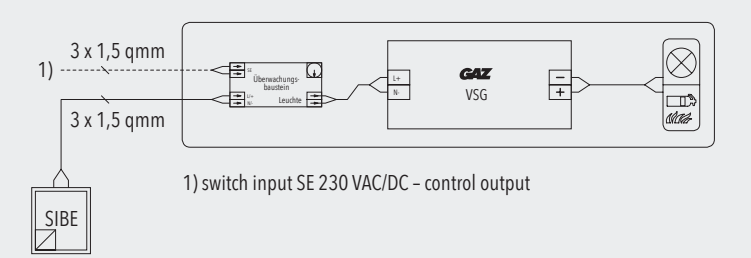 3 x 1,5 qmm
1)
SE
Überwachungs-
baustein
L/+
N-
Leuchte
3 x 1,5 qmm
L+
N-
GAZ
VSG
–
+
SIBE
1) switch input SE 230 VAC/DC – control output